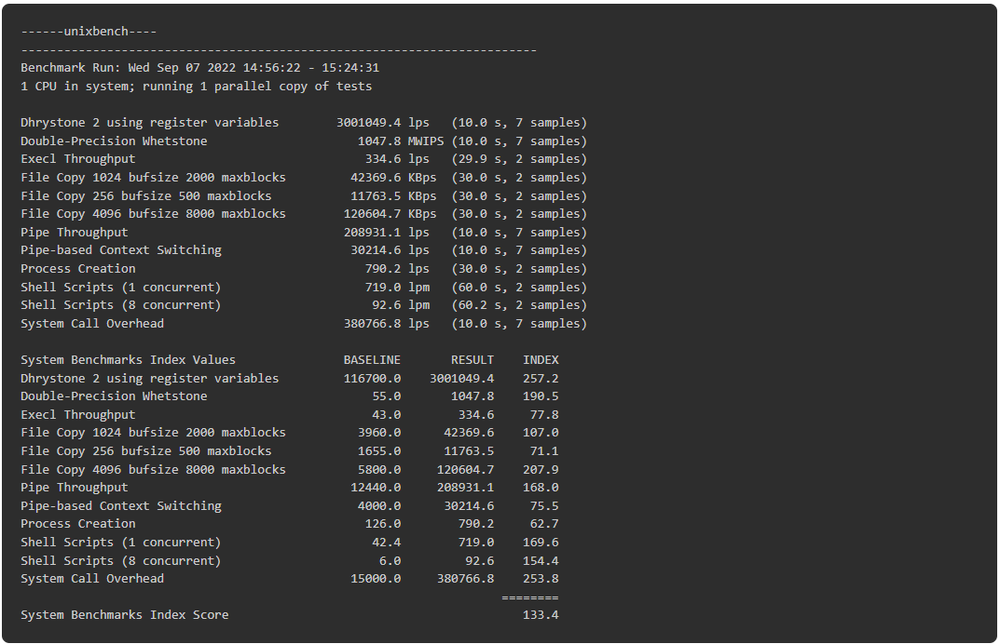 ------unixbench----
------------------------------------------------------------------------
Benchmark Run: Wed Sep 07 2022 14:56:22 - 15:24:31
1 CPU in system; running 1 parallel copy of tests

Dhrystone 2 using register variables        3001049.4 lps   (10.0 s, 7 samples)
Double-Precision Whetstone                     1047.8 MWIPS (10.0 s, 7 samples)
Execl Throughput                                334.6 lps   (29.9 s, 2 samples)
File Copy 1024 bufsize 2000 maxblocks         42369.6 KBps  (30.0 s, 2 samples)
File Copy 256 bufsize 500 maxblocks           11763.5 KBps  (30.0 s, 2 samples)
File Copy 4096 bufsize 8000 maxblocks        120604.7 KBps  (30.0 s, 2 samples)
Pipe Throughput                              208931.1 lps   (10.0 s, 7 samples)
Pipe-based Context Switching                  30214.6 lps   (10.0 s, 7 samples)
Process Creation                                790.2 lps   (30.0 s, 2 samples)
Shell Scripts (1 concurrent)                    719.0 lpm   (60.0 s, 2 samples)
Shell Scripts (8 concurrent)                     92.6 lpm   (60.2 s, 2 samples)
System Call Overhead                         380766.8 lps   (10.0 s, 7 samples)

System Benchmarks Index Values               BASELINE       RESULT    INDEX
Dhrystone 2 using register variables         116700.0    3001049.4    257.2
Double-Precision Whetstone                       55.0       1047.8    190.5
Execl Throughput                                 43.0        334.6     77.8
File Copy 1024 bufsize 2000 maxblocks          3960.0      42369.6    107.0
File Copy 256 bufsize 500 maxblocks            1655.0      11763.5     71.1
File Copy 4096 bufsize 8000 maxblocks          5800.0     120604.7    207.9
Pipe Throughput                               12440.0     208931.1    168.0
Pipe-based Context Switching                   4000.0      30214.6     75.5
Process Creation                                126.0        790.2     62.7
Shell Scripts (1 concurrent)                     42.4        719.0    169.6
Shell Scripts (8 concurrent)                      6.0         92.6    154.4
System Call Overhead                          15000.0     380766.8    253.8
                                                                   ========
System Benchmarks Index Score                                         133.4